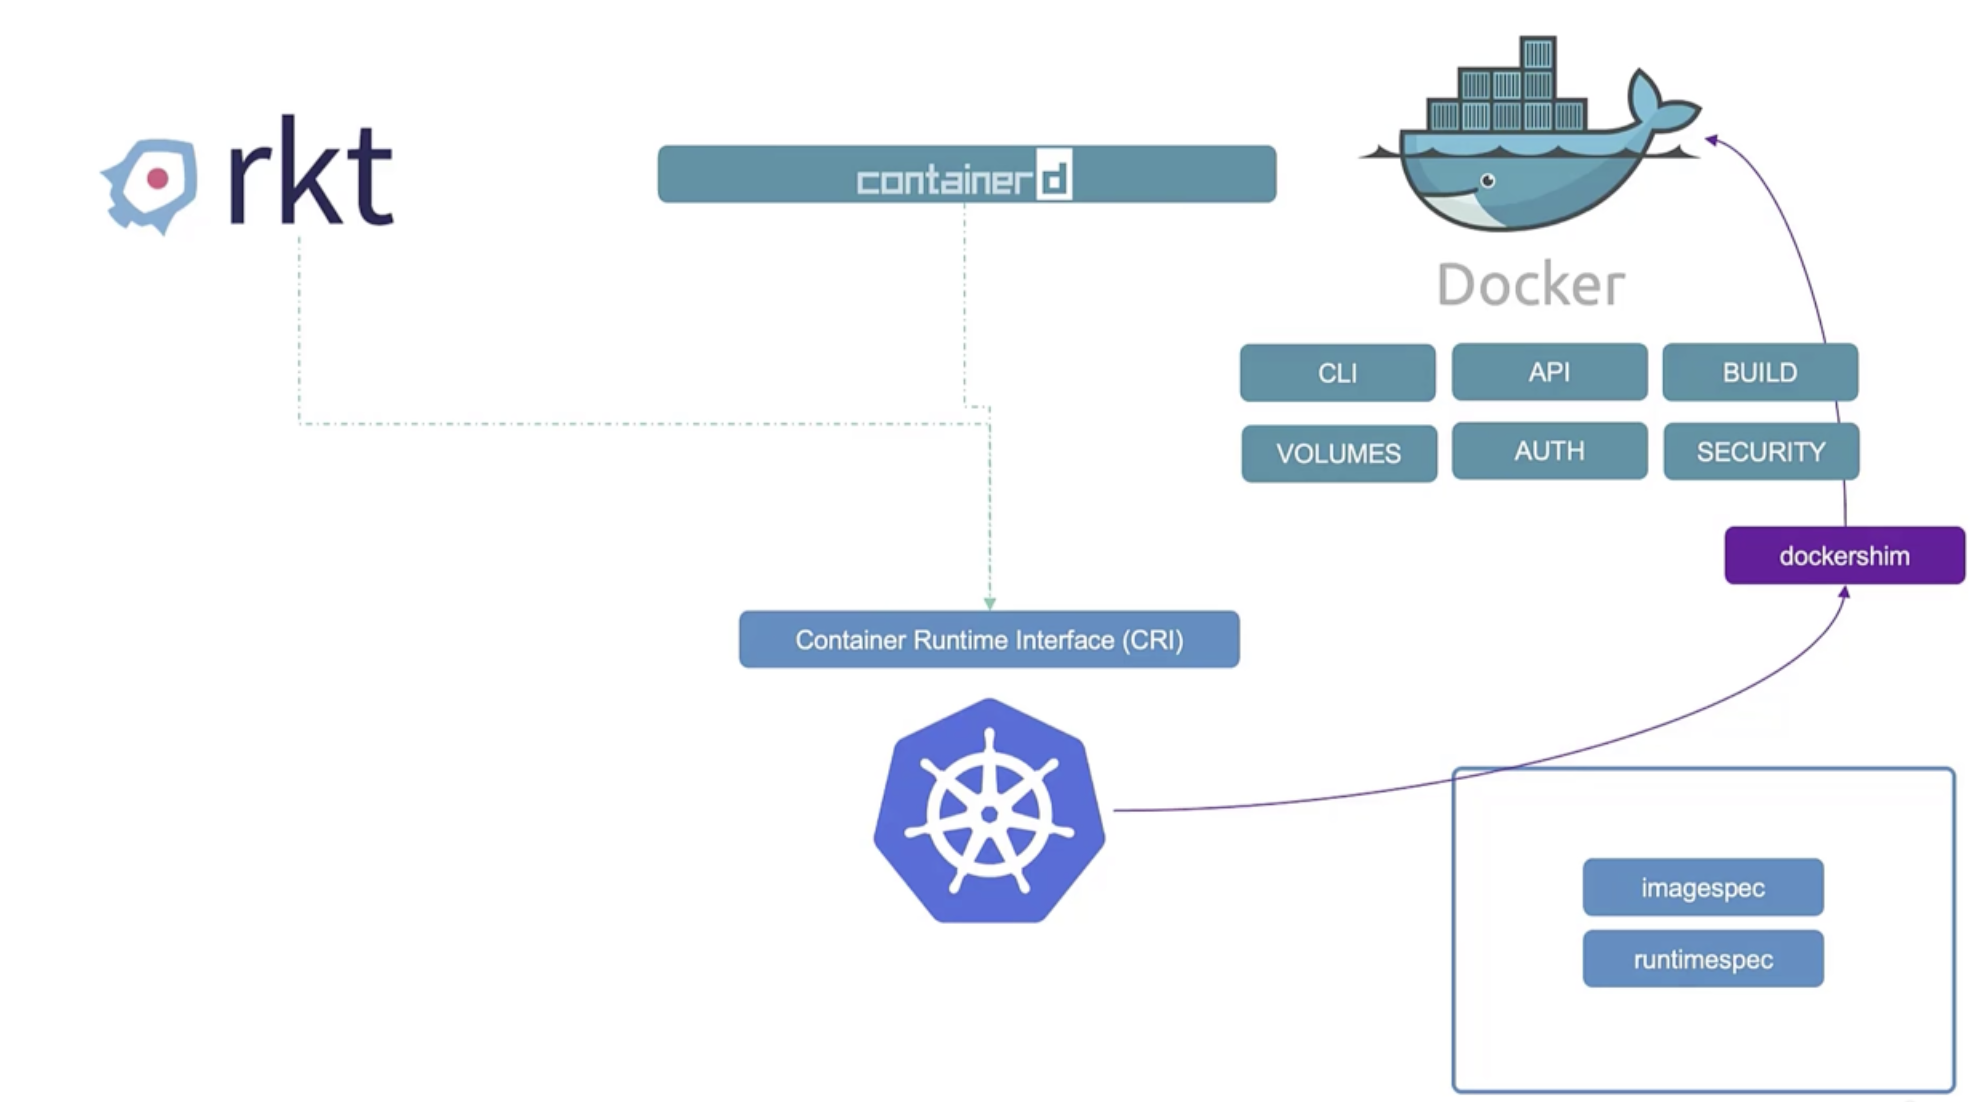 rkt
containerd
Docker
CLI
API
BUILD
VOLUMES
AUTH
SECURITY
dockershim
Container Runtime Interface (CRI)
imagespec
runtimespec